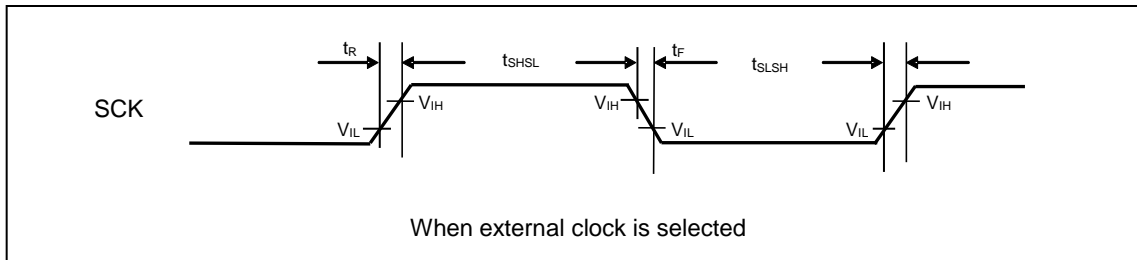 tR tSHSL tF tSLSH
SCK
VIH VIH VIH
VIL VIL VIL
When external clock is selected